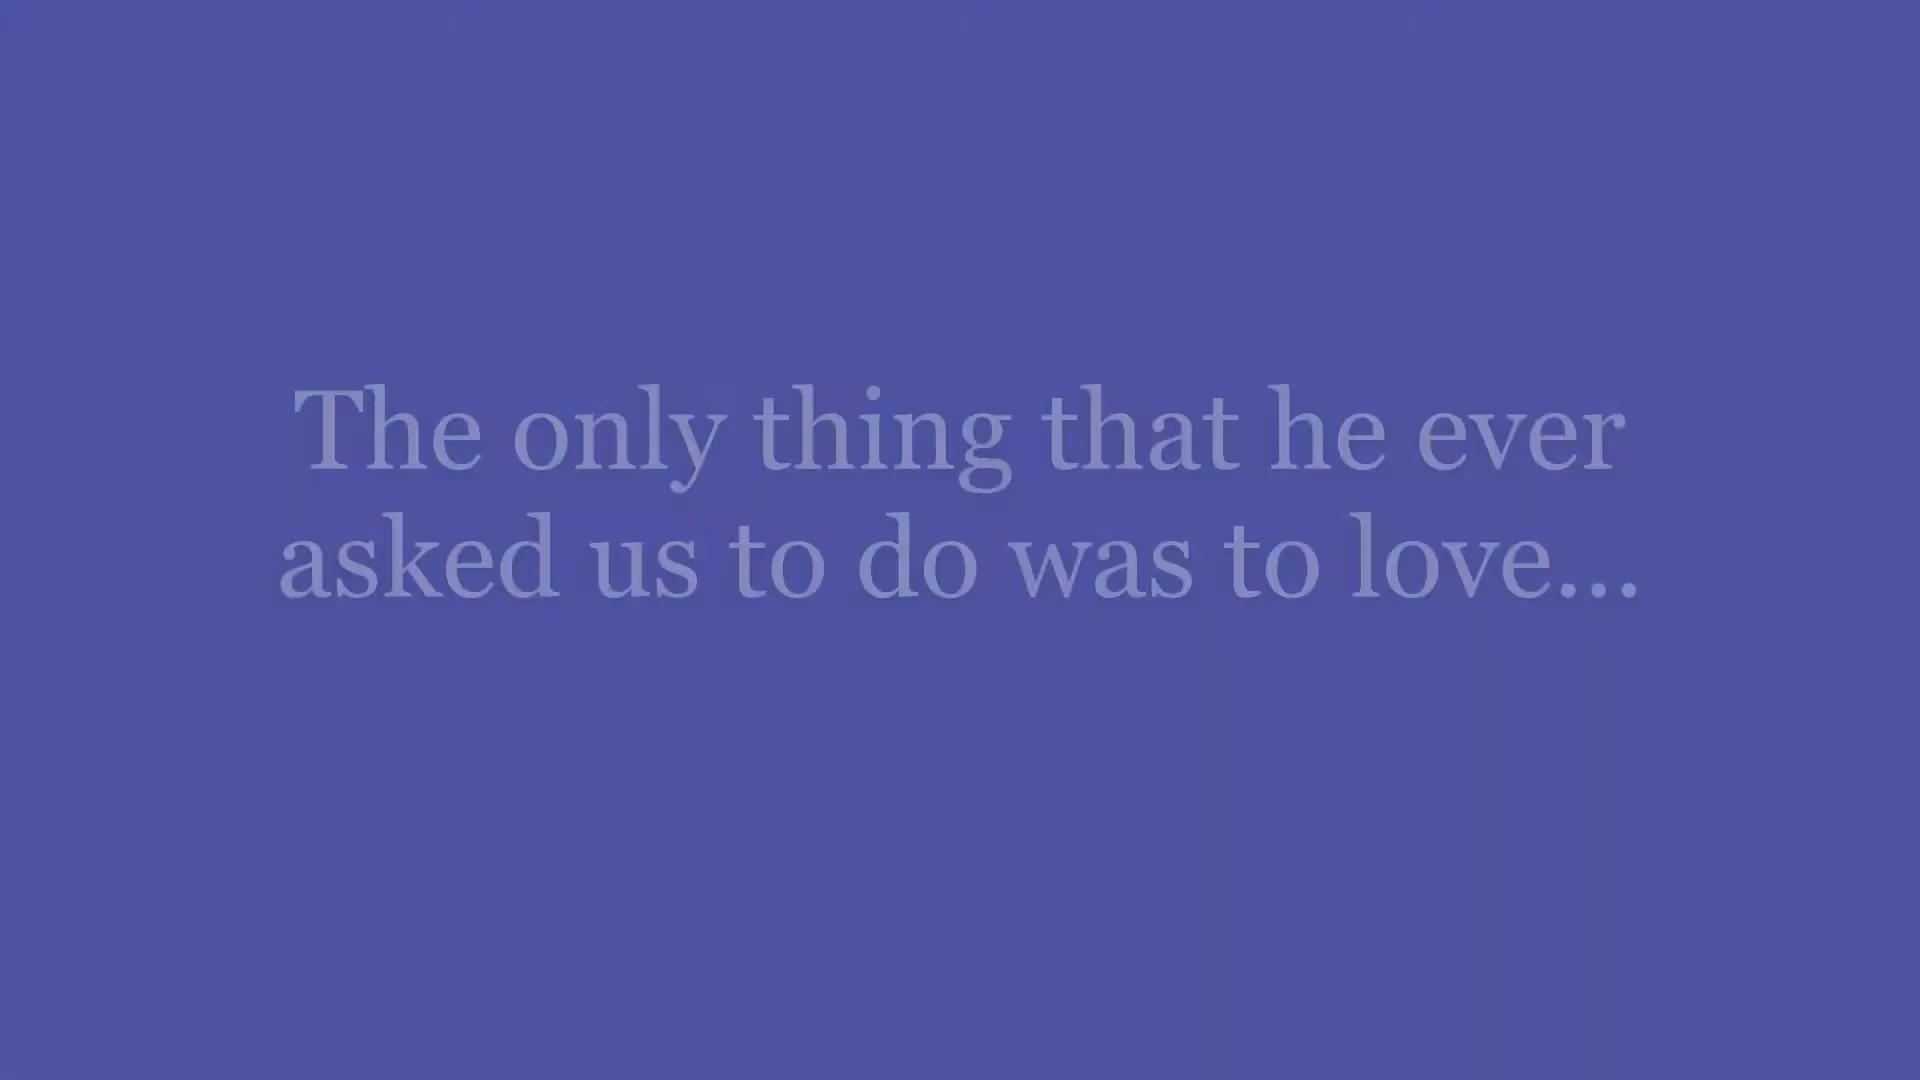 The only thing that he ever
asked us to do was to love...